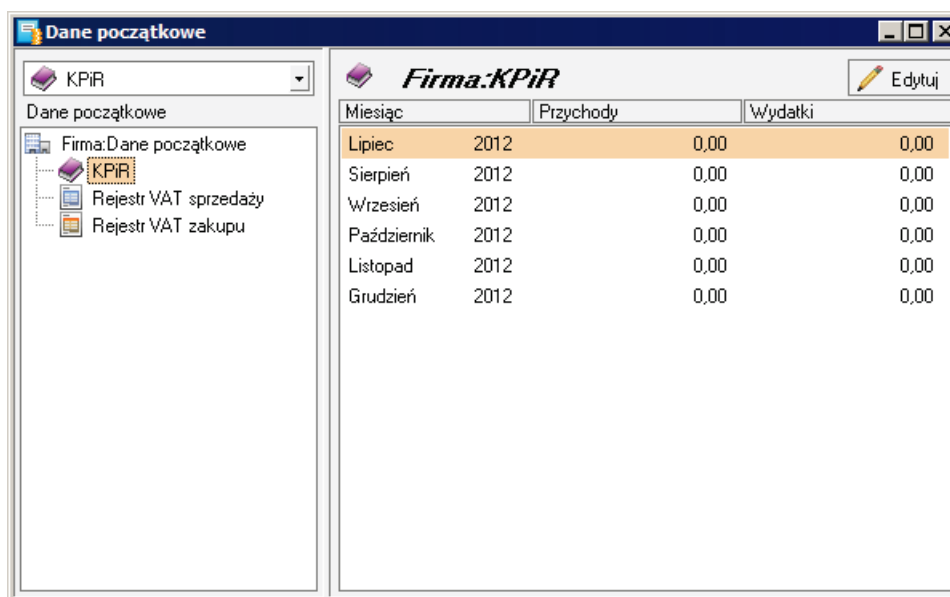 Dane początkowe
KPiR
Dane początkowe
Firma:Dane początkowe
KPiR
Rejestr VAT sprzedaży
Rejestr VAT zakupu
Firma:KPiR
Edytuj
Miesiąc Przychody Wydatki
Lipiec 2012 0,00 0,00
Sierpień 2012 0,00 0,00
Wrzesień 2012 0,00 0,00
Październik 2012 0,00 0,00
Listopad 2012 0,00 0,00
Grudzień 2012 0,00 0,00